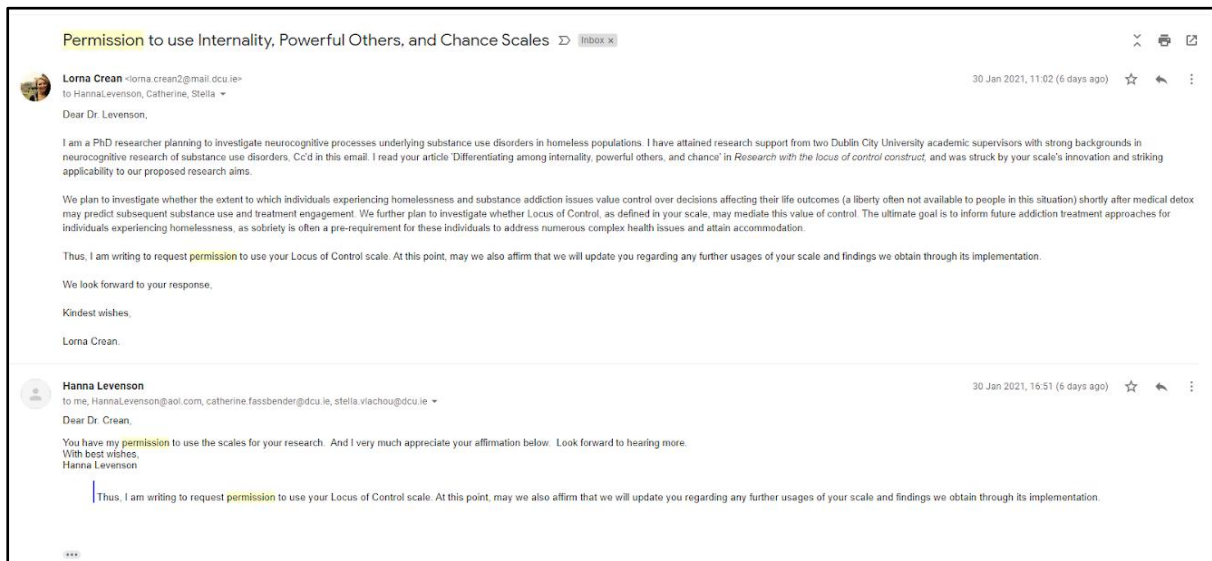 Permission to use Internality, Powerful Others, and Chance Scales Inbox x
Lorna Crean <lorna.crean2@mail.dcu.ie> 30 Jan 2021, 11:02 (6 days ago)
to HannaLevenson, Catherine, Stella
Dear Dr. Levenson,
I am a PhD researcher planning to investigate neurocognitive processes underlying substance use disorders in homeless populations. I have attained research support from two Dublin City University academic supervisors with strong backgrounds in
neurocognitive research of substance use disorders, Cc'd in this email. I read your article 'Differentiating among internality, powerful others, and chance' in Research with the locus of control construct, and was struck by your scale's innovation and striking
applicability to our proposed research aims.
We plan to investigate whether the extent to which individuals experiencing homelessness and substance addiction issues value control over decisions affecting their life outcomes (a liberty often not available to people in this situation) shortly after medical detox
may predict subsequent substance use and treatment engagement. We further plan to investigate whether Locus of Control, as defined in your scale, may mediate this value of control. The ultimate goal is to inform future addiction treatment approaches for
individuals experiencing homelessness, as sobriety is often a pre-requirement for these individuals to address numerous complex health issues and attain accommodation.
Thus, I am writing to request permission to use your Locus of Control scale. At this point, may we also affirm that we will update you regarding any further usages of your scale and findings we obtain through its implementation.
We look forward to your response,
Kindest wishes,
Lorna Crean.
Hanna Levenson 30 Jan 2021, 16:51 (6 days ago)
to me, HannaLevenson@aol.com, catherine.fassbender@dcu.ie, stella.vlachou@dcu.ie
Dear Dr. Crean,
You have my permission to use the scales for your research. And I very much appreciate your affirmation below. Look forward to hearing more.
With best wishes,
Hanna Levenson
Thus, I am writing to request permission to use your Locus of Control scale. At this point, may we also affirm that we will update you regarding any further usages of your scale and findings we obtain through its implementation.